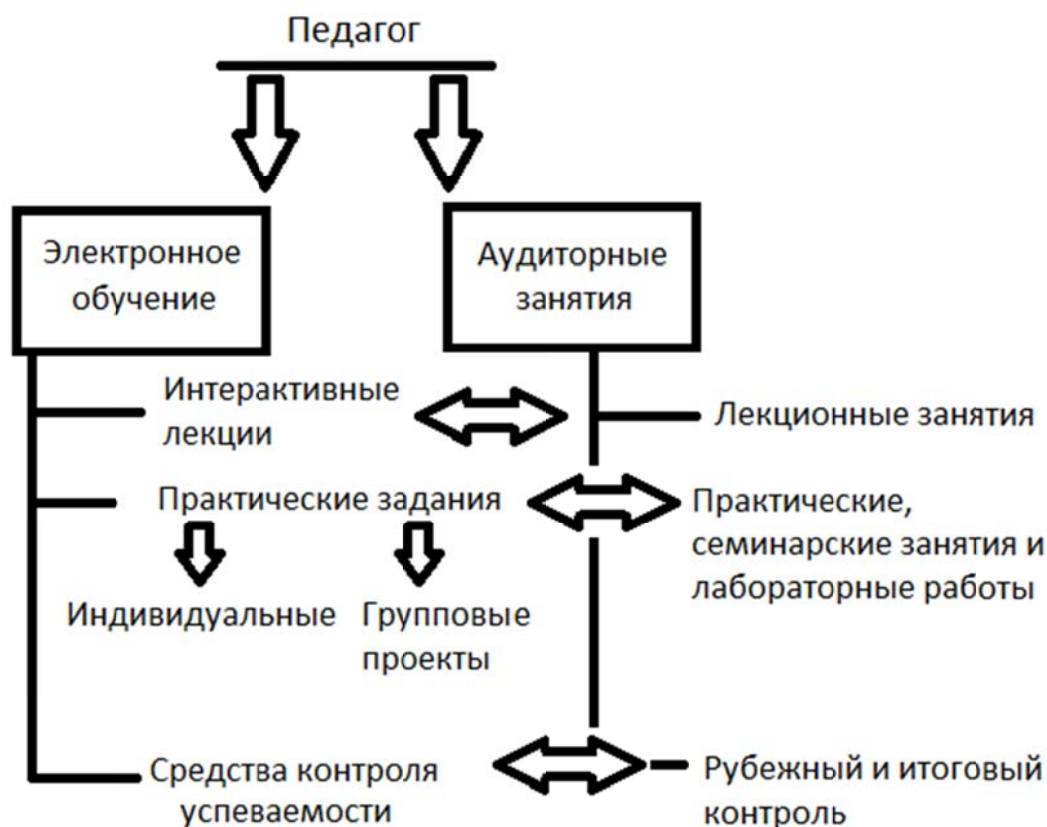 Педагог
Электронное
обучение
Аудиторные
занятия
Интерактивные
лекции
Лекционные занятия
Практические задания
Практические,
семинарские занятия и
лабораторные работы
Индивидуальные
Групповые
проекты
Средства контроля
успеваемости
Рубежный и итоговый
контроль